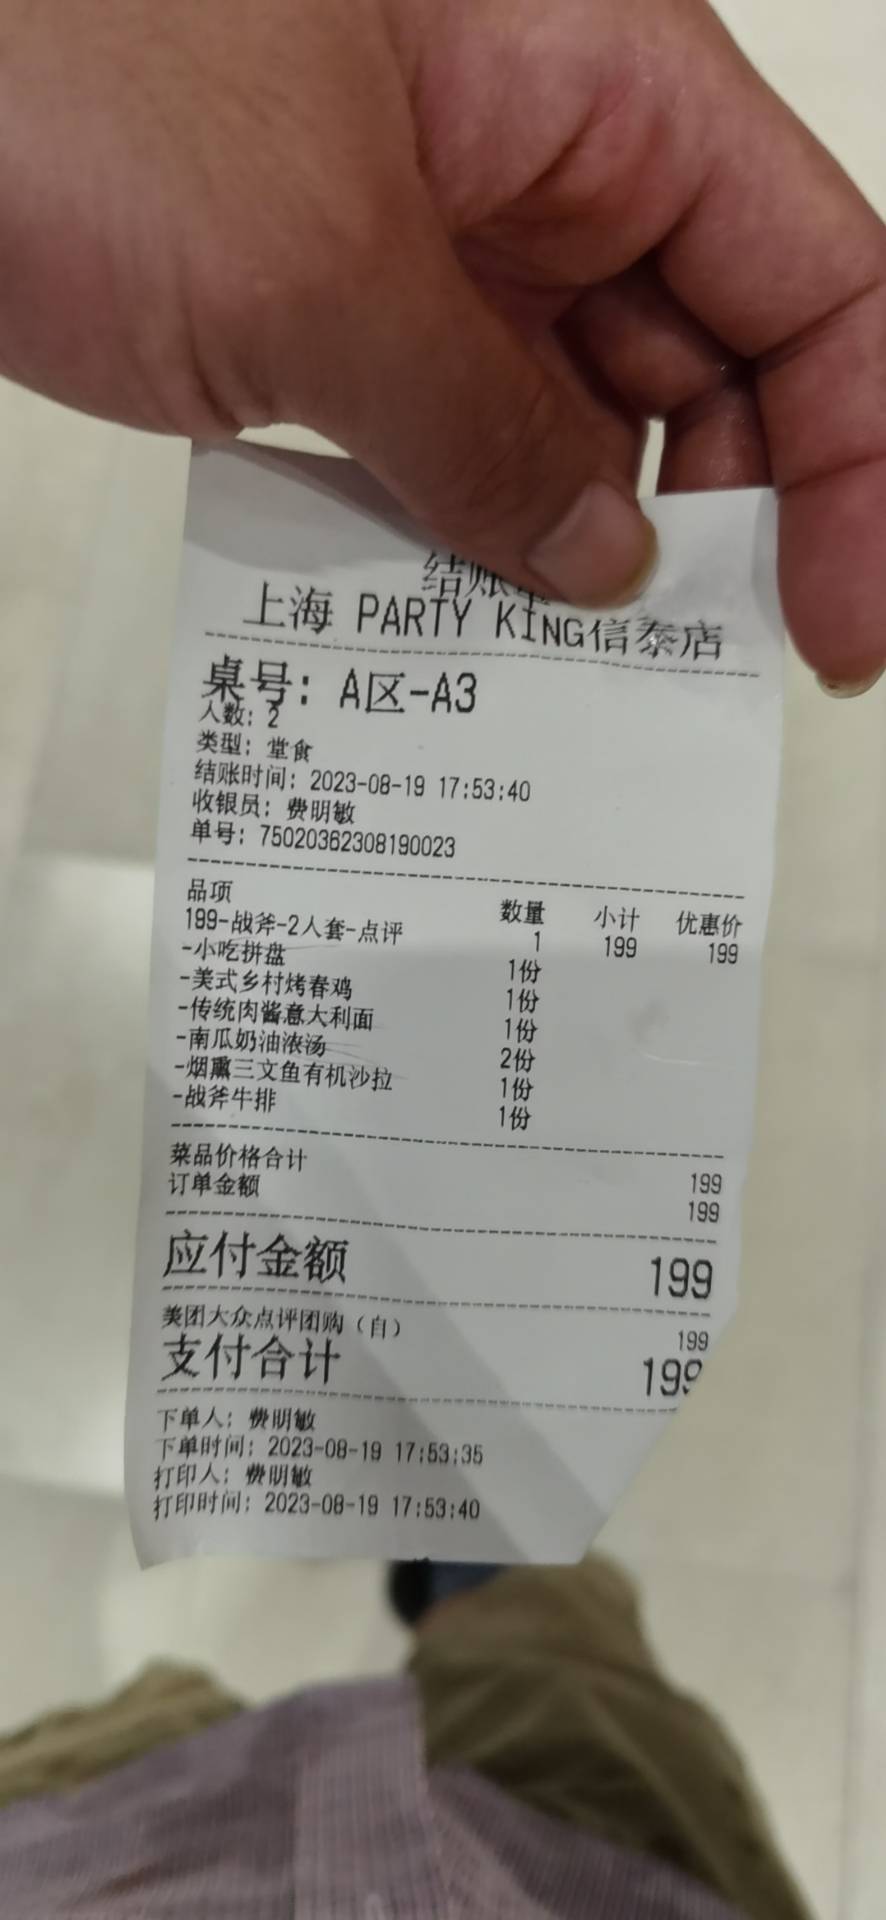 结账单
上海 PARTY KING信泰店
桌号: A区-A3
人数: 2
类型: 堂食
结账时间: 2023-08-19 17:53:40
收银员: 费明敏
单号: 75020362308190023
品项 数量 小计 优惠价
199-战斧-2人套-点评 1 199 199
-小吃拼盘 1份
-美式乡村烤春鸡 1份
-传统肉酱意大利面 1份
-南瓜奶油浓汤 2份
-烟熏三文鱼有机沙拉 1份
-战斧牛排 1份
菜品价格合计 199
订单金额 199
应付金额 199
美团大众点评团购（自） 199
支付合计 199
下单人: 费明敏
下单时间: 2023-08-19 17:53:35
打印人: 费明敏
打印时间: 2023-08-19 17:53:40